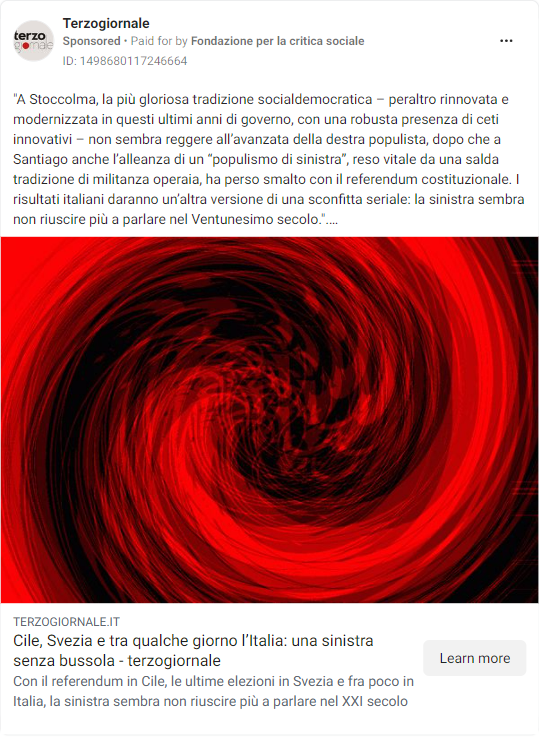 terzo
giornale
Terzogiornale
Sponsored • Paid for by Fondazione per la critica sociale
ID: 1498680117246664
"A Stoccolma, la più gloriosa tradizione socialdemocratica – peraltro rinnovata e
modernizzata in questi ultimi anni di governo, con una robusta presenza di ceti
innovativi – non sembra reggere all’avanzata della destra populista, dopo che a
Santiago anche l’alleanza di un “populismo di sinistra”, reso vitale da una salda
tradizione di militanza operaia, ha perso smalto con il referendum costituzionale. I
risultati italiani daranno un’altra versione di una sconfitta seriale: la sinistra sembra
non riuscire più a parlare nel Ventunesimo secolo."....
TERZOGIORNALE.IT
Cile, Svezia e tra qualche giorno l’Italia: una sinistra
senza bussola - terzogiornale
Con il referendum in Cile, le ultime elezioni in Svezia e fra poco in
Italia, la sinistra sembra non riuscire più a parlare nel XXI secolo
Learn more